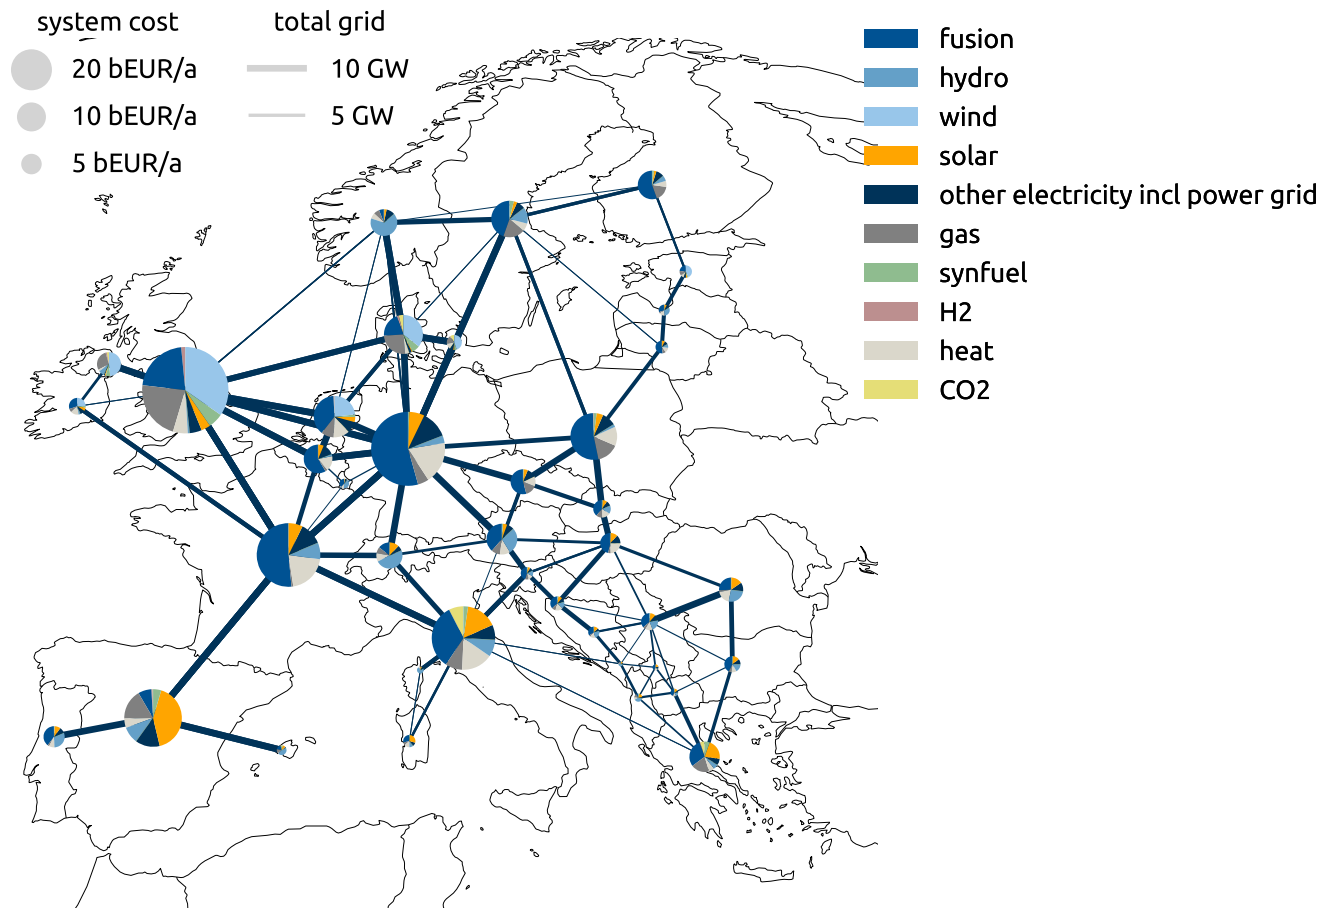 system cost
20 bEUR/a
10 bEUR/a
5 bEUR/a
total grid
10 GW
5 GW
fusion
hydro
wind
solar
other electricity incl power grid
gas
synfuel
H2
heat
CO2